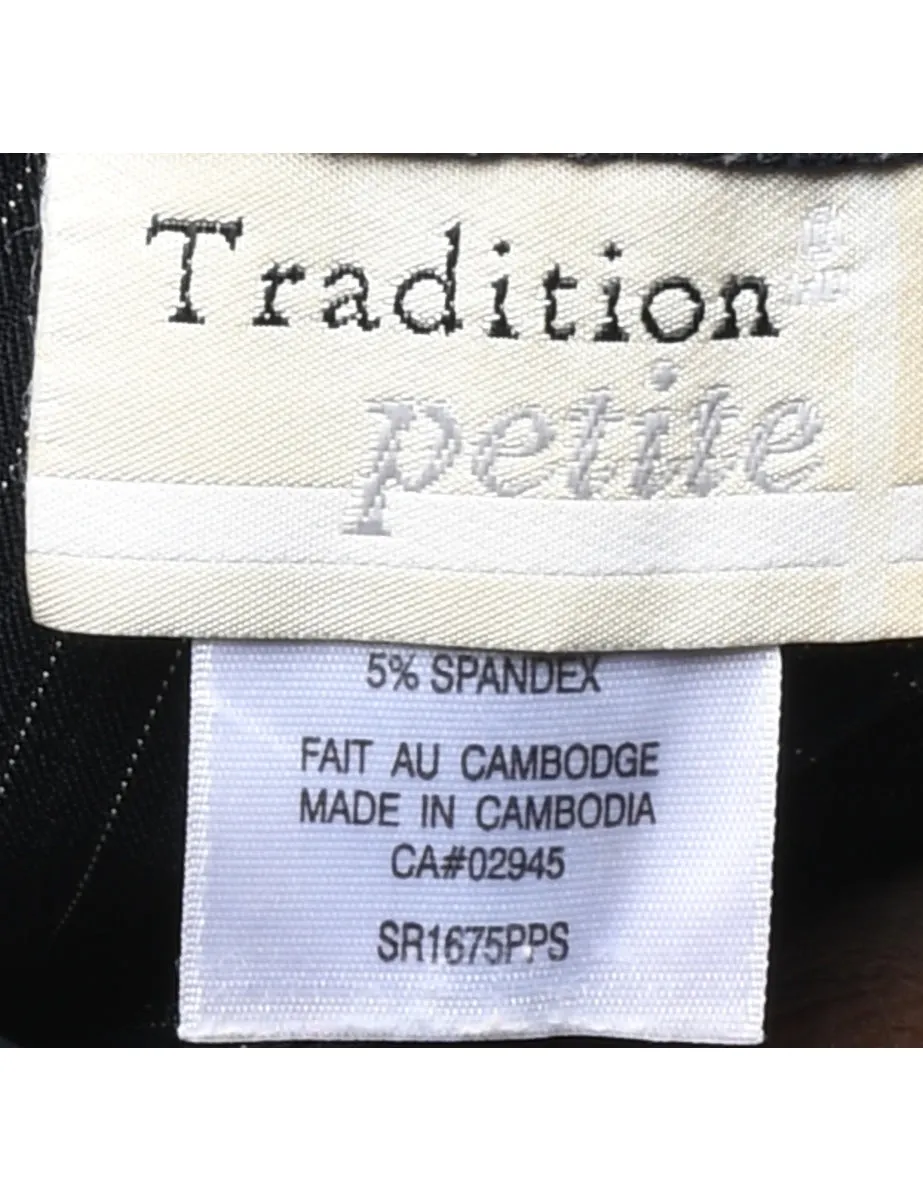 Tradition
petite
5% SPANDEX
FAIT AU CAMBODGE
MADE IN CAMBODIA
CA#02945
SR1675PPS